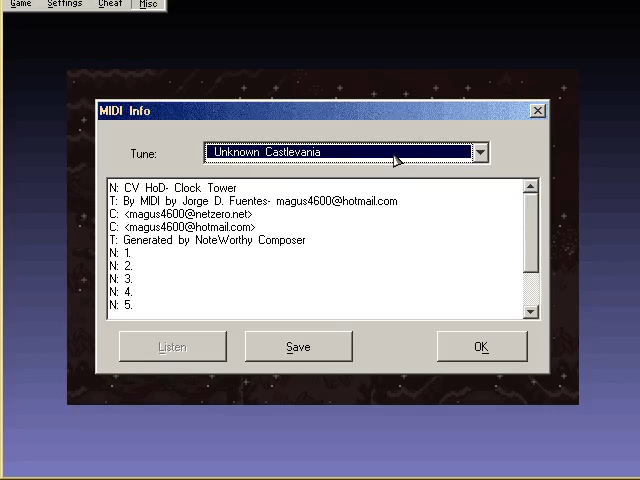 Game Settings Cheat Misc
MIDI Info
Tune: Unknown Castlevania
N: CV HoD- Clock Tower
T: By MIDI by Jorge D. Fuentes- magus4600@hotmail.com
C: <magus4600@netzero.net>
C: <magus4600@hotmail.com>
T: Generated by NoteWorthy Composer
N: 1.
N: 2.
N: 3.
N: 4.
N: 5.
Listen Save OK